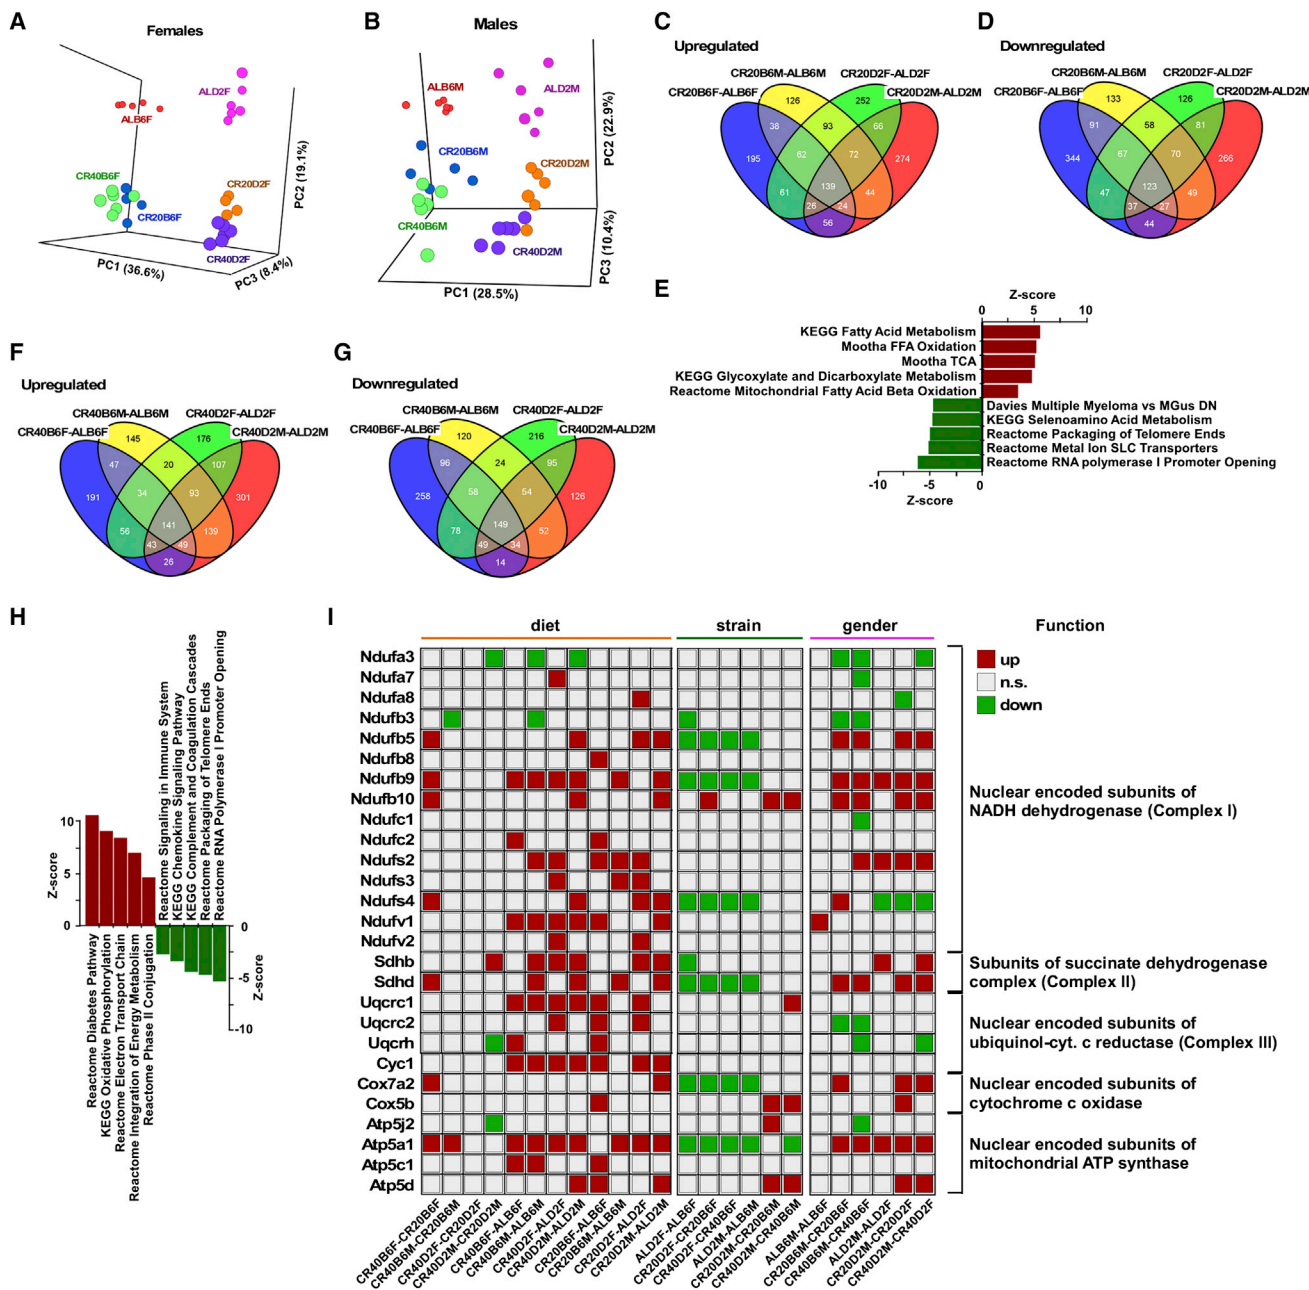 A
Females
ALD2F
ALB6F
CR40B6F
CR20B6F
CR20D2F
CR40D2F
PC1 (36.6%)
PC2 (19.1%)
PC3 (8.4%)
B
Males
ALB6M
ALD2M
CR20B6M
CR20D2M
CR40B6M
CR40D2M
PC1 (28.5%)
PC2 (22.9%)
PC3 (10.4%)
C
Upregulated
CR20B6M-ALB6M
CR20D2F-ALD2F
CR20B6F-ALB6F
CR20D2M-ALD2M
126
252
38
93
66
195
62
72
274
139
61
44
26
24
56
D
Downregulated
CR20B6M-ALB6M
CR20D2F-ALD2F
CR20B6F-ALB6F
CR20D2M-ALD2M
133
126
91
58
81
344
67
70
266
123
47
49
37
27
44
E
Z-score
0 5 10
KEGG Fatty Acid Metabolism
Mootha FFA Oxidation
Mootha TCA
KEGG Glyoxylate and Dicarboxylate Metabolism
Reactome Mitochondrial Fatty Acid Beta Oxidation
Davies Multiple Myeloma vs MGus DN
KEGG Selenoamino Acid Metabolism
Reactome Packaging of Telomere Ends
Reactome Metal Ion SLC Transporters
Reactome RNA polymerase I Promoter Opening
-10 -5 0
Z-score
F
Upregulated
CR40B6M-ALB6M
CR40D2F-ALD2F
CR40B6F-ALB6F
CR40D2M-ALD2M
145
176
47
20
107
191
34
93
301
141
56
139
43
49
26
G
Downregulated
CR40B6M-ALB6M
CR40D2F-ALD2F
CR40B6F-ALB6F
CR40D2M-ALD2M
120
216
96
24
95
258
58
54
126
149
78
52
49
34
14
H
Z-score
10
5
0
Reactome Diabetes Pathway
KEGG Oxidative Phosphorylation
Reactome Electron Transport Chain
Reactome Integration of Energy Metabolism
Reactome Phase II Conjugation
Reactome Signaling in Immune System
KEGG Chemokine Signaling Pathway
KEGG Complement and Coagulation Cascades
Reactome Packaging of Telomere Ends
Reactome RNA Polymerase I Promoter Opening
0
-5
-10
Z-score
I
diet
strain
gender
Function
up
n.s.
down
Ndufa3
Ndufa7
Ndufa8
Ndufb3
Ndufb5
Ndufb8
Ndufb9
Ndufb10
Ndufc1
Ndufc2
Ndufs2
Ndufs3
Ndufs4
Ndufv1
Ndufv2
Sdhb
Sdhd
Uqcrc1
Uqcrc2
Uqcrh
Cyc1
Cox7a2
Cox5b
Atp5j2
Atp5a1
Atp5c1
Atp5d
Nuclear encoded subunits of
NADH dehydrogenase (Complex I)
Subunits of succinate dehydrogenase
complex (Complex II)
Nuclear encoded subunits of
ubiquinol-cyt. c reductase (Complex III)
Nuclear encoded subunits of
cytochrome c oxidase
Nuclear encoded subunits of
mitochondrial ATP synthase
CR40B6F-CR20B6F
CR40B6M-CR20B6M
CR40D2F-CR20D2F
CR40D2M-CR20D2M
CR40B6F-ALB6F
CR40B6M-ALB6M
CR40D2F-ALD2F
CR40D2M-ALD2M
CR20B6F-ALB6F
CR20B6M-ALB6M
CR20D2F-ALD2F
CR20D2M-ALD2M
ALD2F-ALB6F
CR20D2F-CR20B6F
CR40D2F-CR40B6F
ALD2M-ALB6M
CR20D2M-CR20B6M
CR40D2M-CR40B6M
ALB6M-ALB6F
CR20B6M-CR20B6F
CR40B6M-CR40B6F
ALD2M-ALD2F
CR20D2M-CR20D2F
CR40D2M-CR40D2F